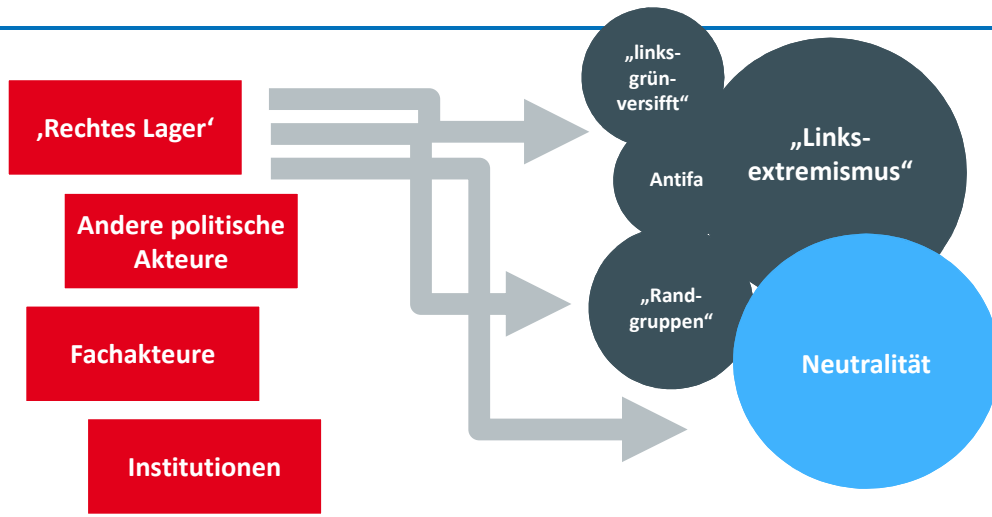 ‚Rechtes Lager‘
Andere politische
Akteure
Fachakteure
Institutionen
„links-
grün-
versifft“
„Links-
extremismus“
Antifa
„Rand-
gruppen“
Neutralität